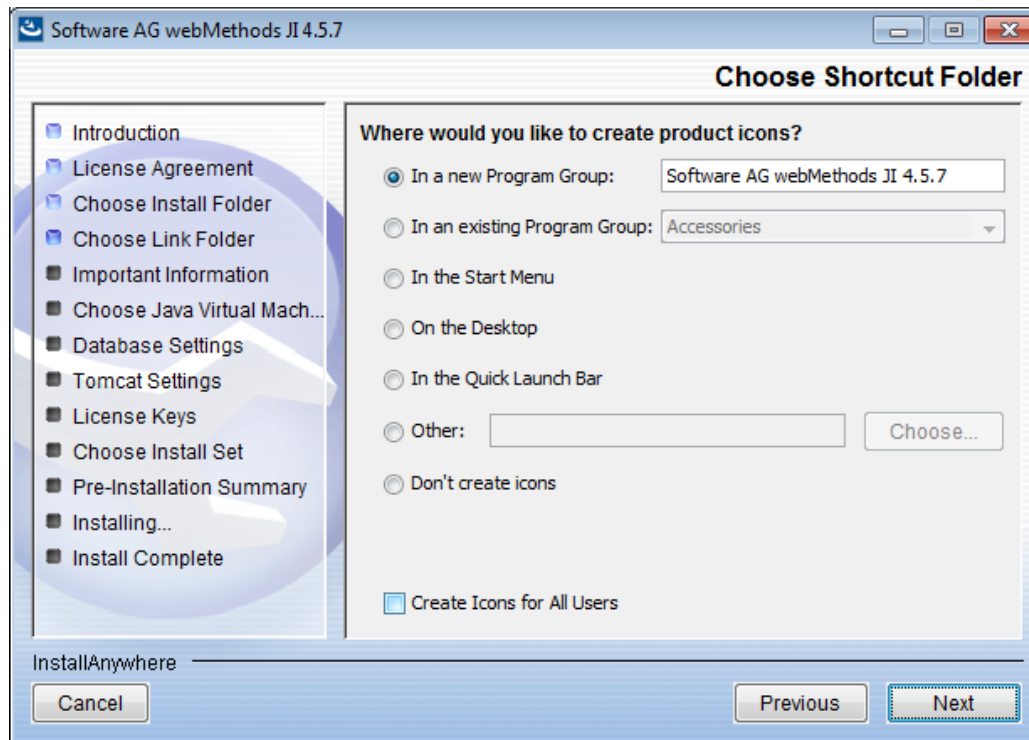 Software AG webMethods JI 4.5.7
Choose Shortcut Folder
Introduction
License Agreement
Choose Install Folder
Choose Link Folder
Important Information
Choose Java Virtual Mach...
Database Settings
Tomcat Settings
License Keys
Choose Install Set
Pre-Installation Summary
Installing...
Install Complete
Where would you like to create product icons?
In a new Program Group: Software AG webMethods JI 4.5.7
In an existing Program Group: Accessories
In the Start Menu
On the Desktop
In the Quick Launch Bar
Other: Choose...
Don't create icons
Create Icons for All Users
InstallAnywhere
Cancel Previous Next